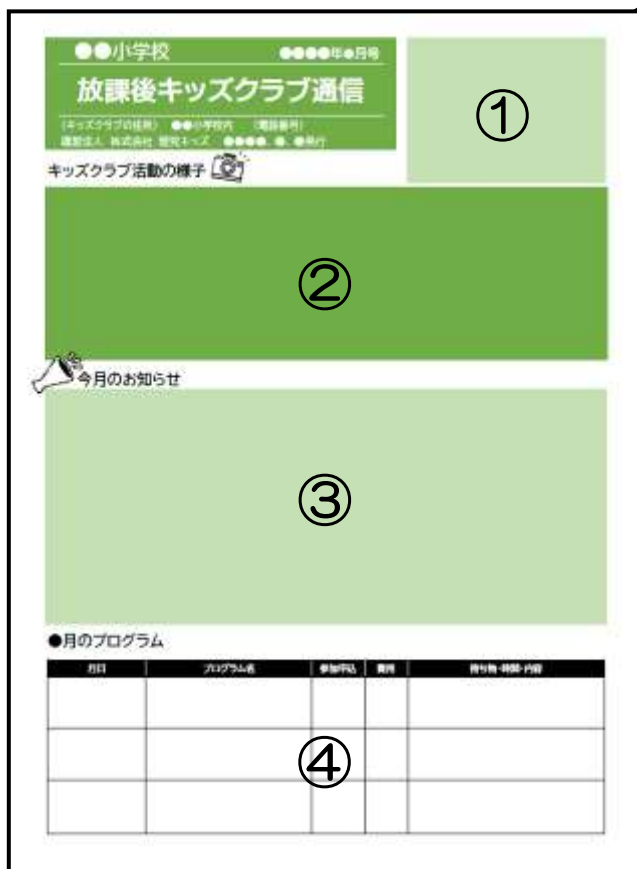 ●●小学校 ●●●●年●月号
放課後キッズクラブ通信
(キッズクラブの住所) ●●小学校内 (電話番号)
運営法人 株式会社 ●●●●.●.●発行
①
キッズクラブ活動の様子
②
今月のお知らせ
③
●月のプログラム
月日 プログラム名 参加申込 費用 持ち物・時間・内容
④